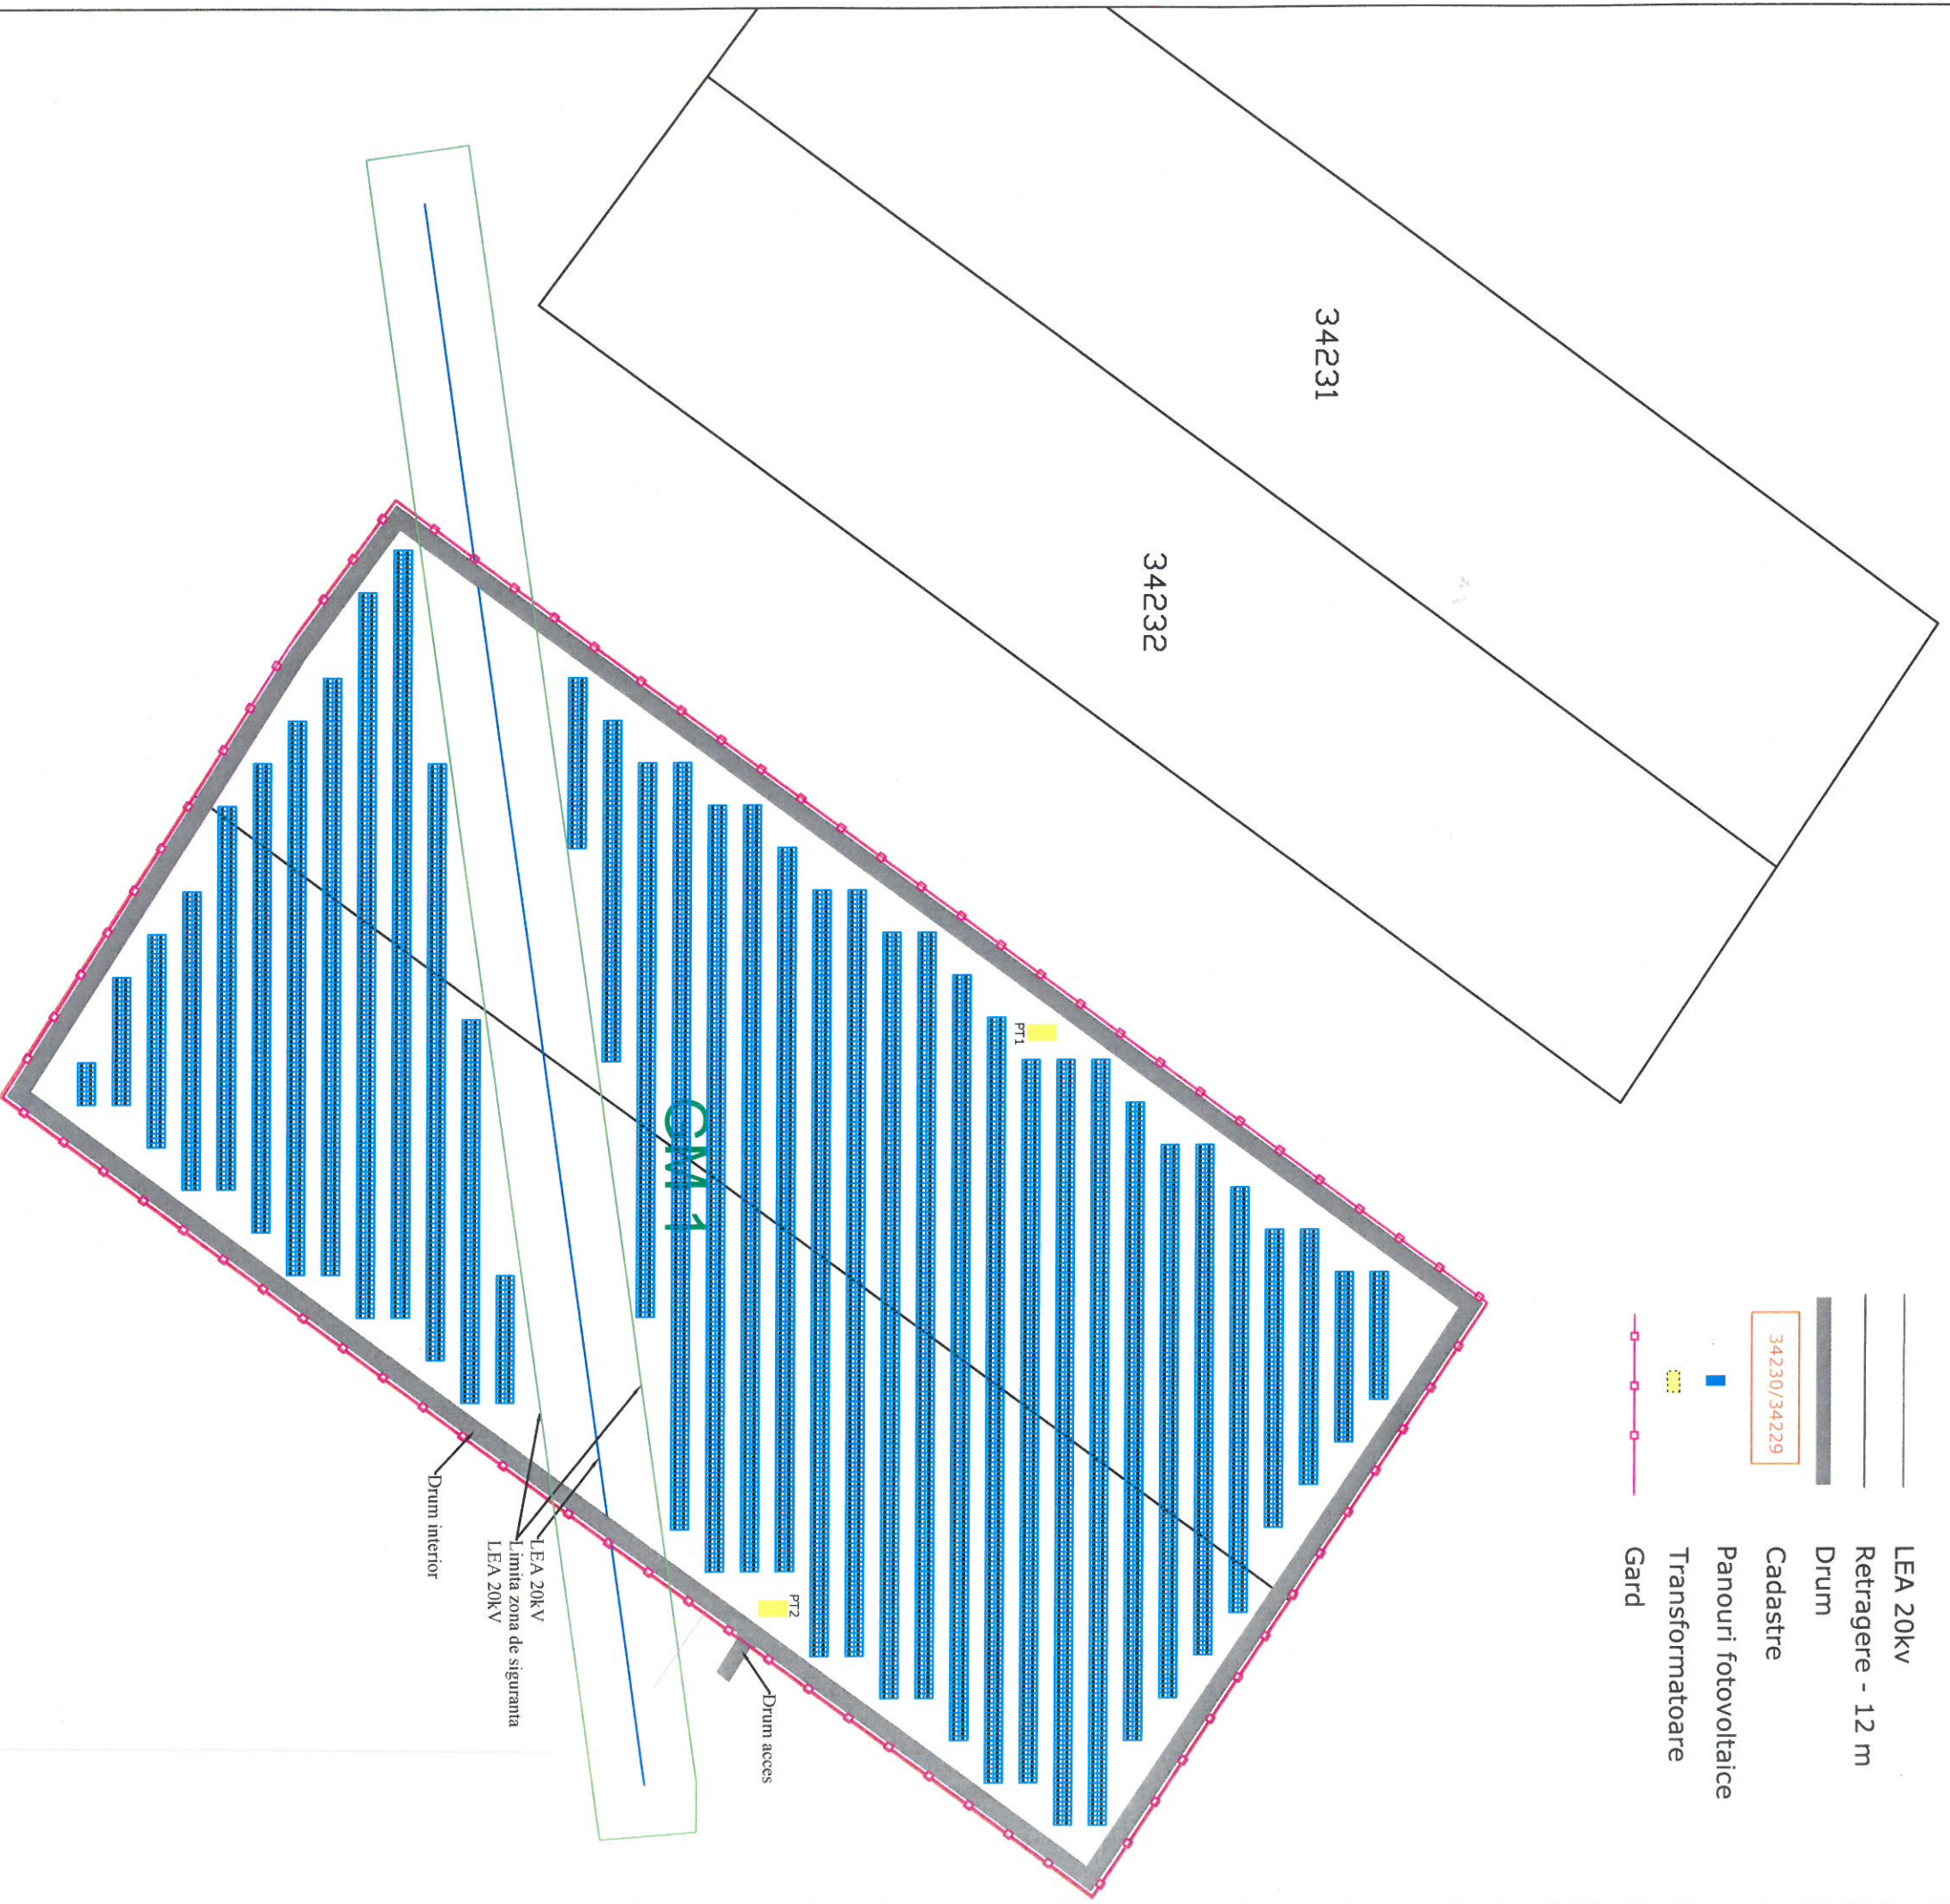 LEA 20kv
Retragere - 12 m
Drum
34230/34229
Cadastre
Panouri fotovoltaice
Transformatoare
Gard
34231
34232
PT1
CM 1
PT2
Drum acces
LEA 20kV
Limita zona de siguranta
LEA 20kV
Drum interior